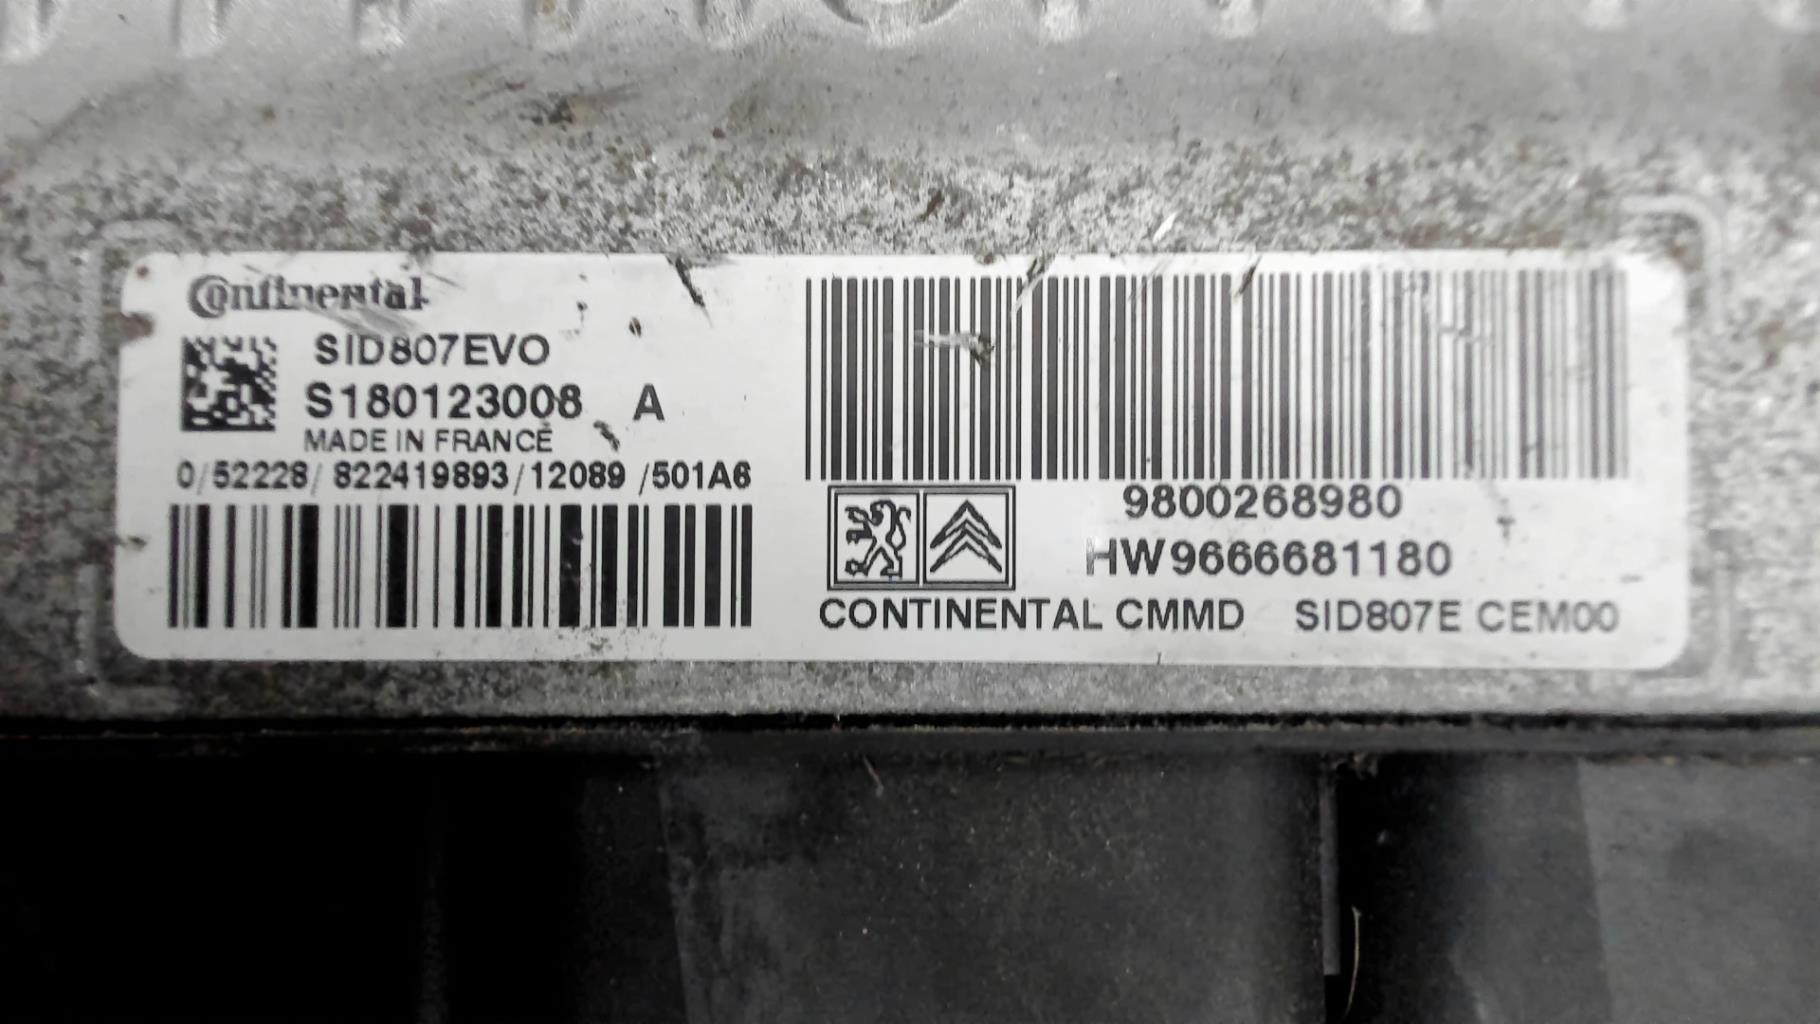 Continental
SID807EVO
S180123008 A
MADE IN FRANCE
0/52228/822419893/12089/501A6
9800268980
HW9666681180
CONTINENTAL CMMD SID807E CEM00